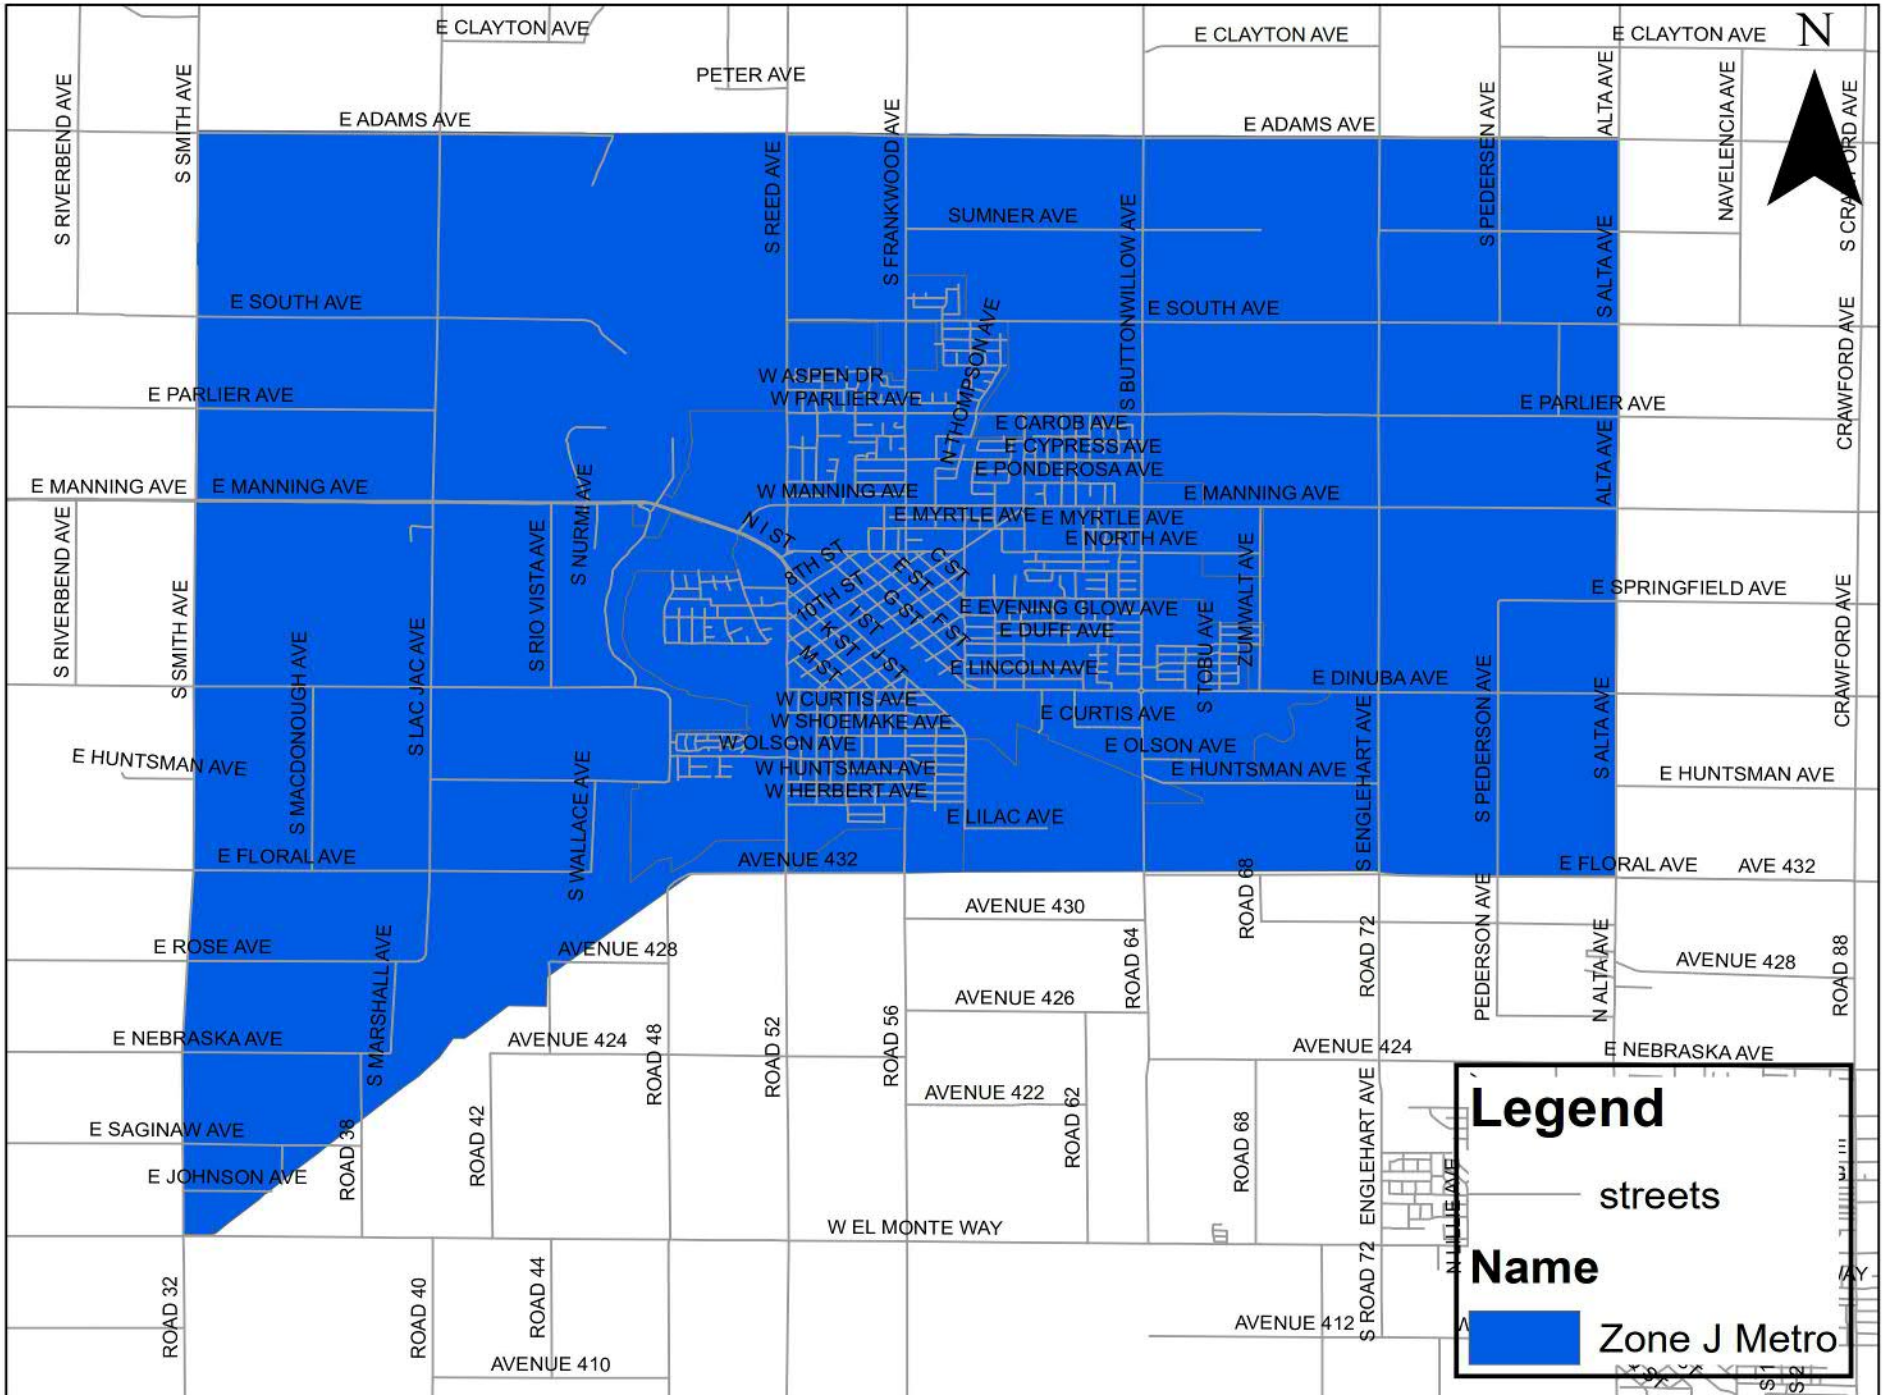 E CLAYTON AVE
E CLAYTON AVE
E CLAYTON AVE
N
PETER AVE
S RIVERBEND AVE
S SMITH AVE
E ADAMS AVE
S REED AVE
S FRANKWOOD AVE
E ADAMS AVE
S PEDERSEN AVE
ALTA AVE
NAVELENCIA AVE
S CRAWFORD AVE
SUMNER AVE
S BUTTONWILLOW AVE
S ALTA AVE
E SOUTH AVE
E SOUTH AVE
N THOMPSON AVE
CRAWFORD AVE
W ASPEN DR
E PARLIER AVE
W PARLIER AVE
E PARLIER AVE
E CAROB AVE
E CYPRESS AVE
E PONDEROSA AVE
ALTA AVE
E MANNING AVE
E MANNING AVE
S NURMI AVE
W MANNING AVE
E MANNING AVE
E MYRTLE AVE
E MYRTLE AVE
E NORTH AVE
N I ST
8TH ST
10TH ST
C ST
E ST
G ST
F ST
I ST
K ST
J ST
M ST
S RIVERBEND AVE
S SMITH AVE
S RIO VISTA AVE
ZUMWALT AVE
E SPRINGFIELD AVE
E EVENING GLOW AVE
E DUFF AVE
S TOBU AVE
CRAWFORD AVE
S MACDONOUGH AVE
S LAC JAC AVE
E LINCOLN AVE
E DINUBA AVE
S PEDERSON AVE
S ALTA AVE
W CURTIS AVE
E CURTIS AVE
W SHOEMAKE AVE
S ENGLEHART AVE
W OLSON AVE
E OLSON AVE
E HUNTSMAN AVE
S WALLACE AVE
W HUNTSMAN AVE
E HUNTSMAN AVE
E HUNTSMAN AVE
W HERBERT AVE
E LILAC AVE
E FLORAL AVE
AVENUE 432
E FLORAL AVE
AVE 432
ROAD 68
AVENUE 430
PEDERSON AVE
E ROSE AVE
S MARSHALL AVE
AVENUE 428
ROAD 64
ROAD 72
N ALTA AVE
AVENUE 428
ROAD 88
AVENUE 426
E NEBRASKA AVE
AVENUE 424
ROAD 48
ROAD 52
ROAD 56
AVENUE 424
E NEBRASKA AVE
AVENUE 422
ROAD 62
ENGLEHART AVE
E SAGINAW AVE
ROAD 38
ROAD 42
ROAD 68
E JOHNSON AVE
N LILLIE AVE
W EL MONTE WAY
ROAD 32
ROAD 40
ROAD 44
S ROAD 72
AVENUE 412
AVENUE 410
Legend
streets
Name
Zone J Metro